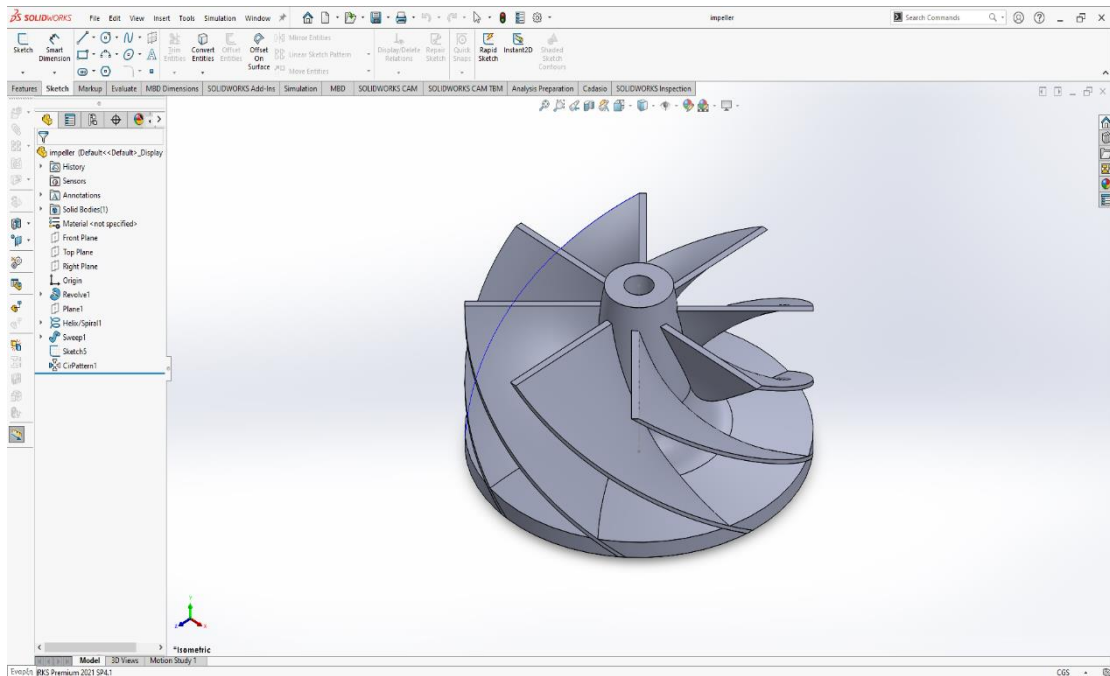 SOLIDWORKS File Edit View Insert Tools Simulation Window
impeller
Search Commands
Sketch Smart Dimension
Trim Entities Convert Entities Offset Entities Offset On Surface
Mirror Entities
Linear Sketch Pattern
Move Entities
Display/Delete Relations Repair Sketch Quick Snaps Rapid Sketch Instant2D Shaded Sketch Contours
Features Sketch Markup Evaluate MBD Dimensions SOLIDWORKS Add-Ins Simulation MBD SOLIDWORKS CAM SOLIDWORKS CAM TBM Analysis Preparation Cadasio SOLIDWORKS Inspection
impeller (Default<<Default>_Display
History
Sensors
Annotations
Solid Bodies(1)
Material <not specified>
Front Plane
Top Plane
Right Plane
Origin
Revolve1
Plane1
Helix/Spiral1
Sweep1
Sketch5
CirPattern1
*Isometric
Model 3D Views Motion Study 1
Εναρξη RKS Premium 2021 SP4.1
CGS